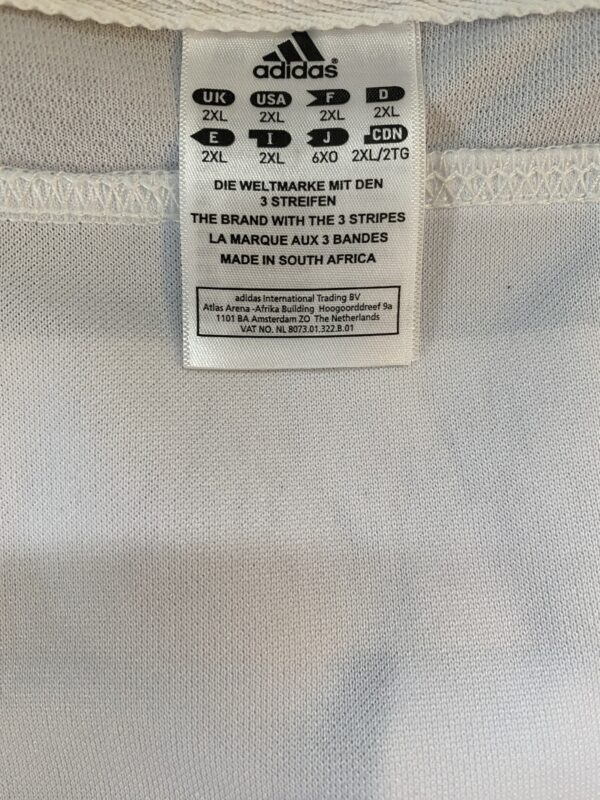 adidas®
UK USA F D
2XL 2XL 2XL 2XL
E I J CDN
2XL 2XL 6XO 2XL/2TG
DIE WELTMARKE MIT DEN
3 STREIFEN
THE BRAND WITH THE 3 STRIPES
LA MARQUE AUX 3 BANDES
MADE IN SOUTH AFRICA
adidas International Trading BV
Atlas Arena -Afrika Building Hoogoorddreef 9a
1101 BA Amsterdam ZO The Netherlands
VAT NO. NL 8073.01.322.B.01